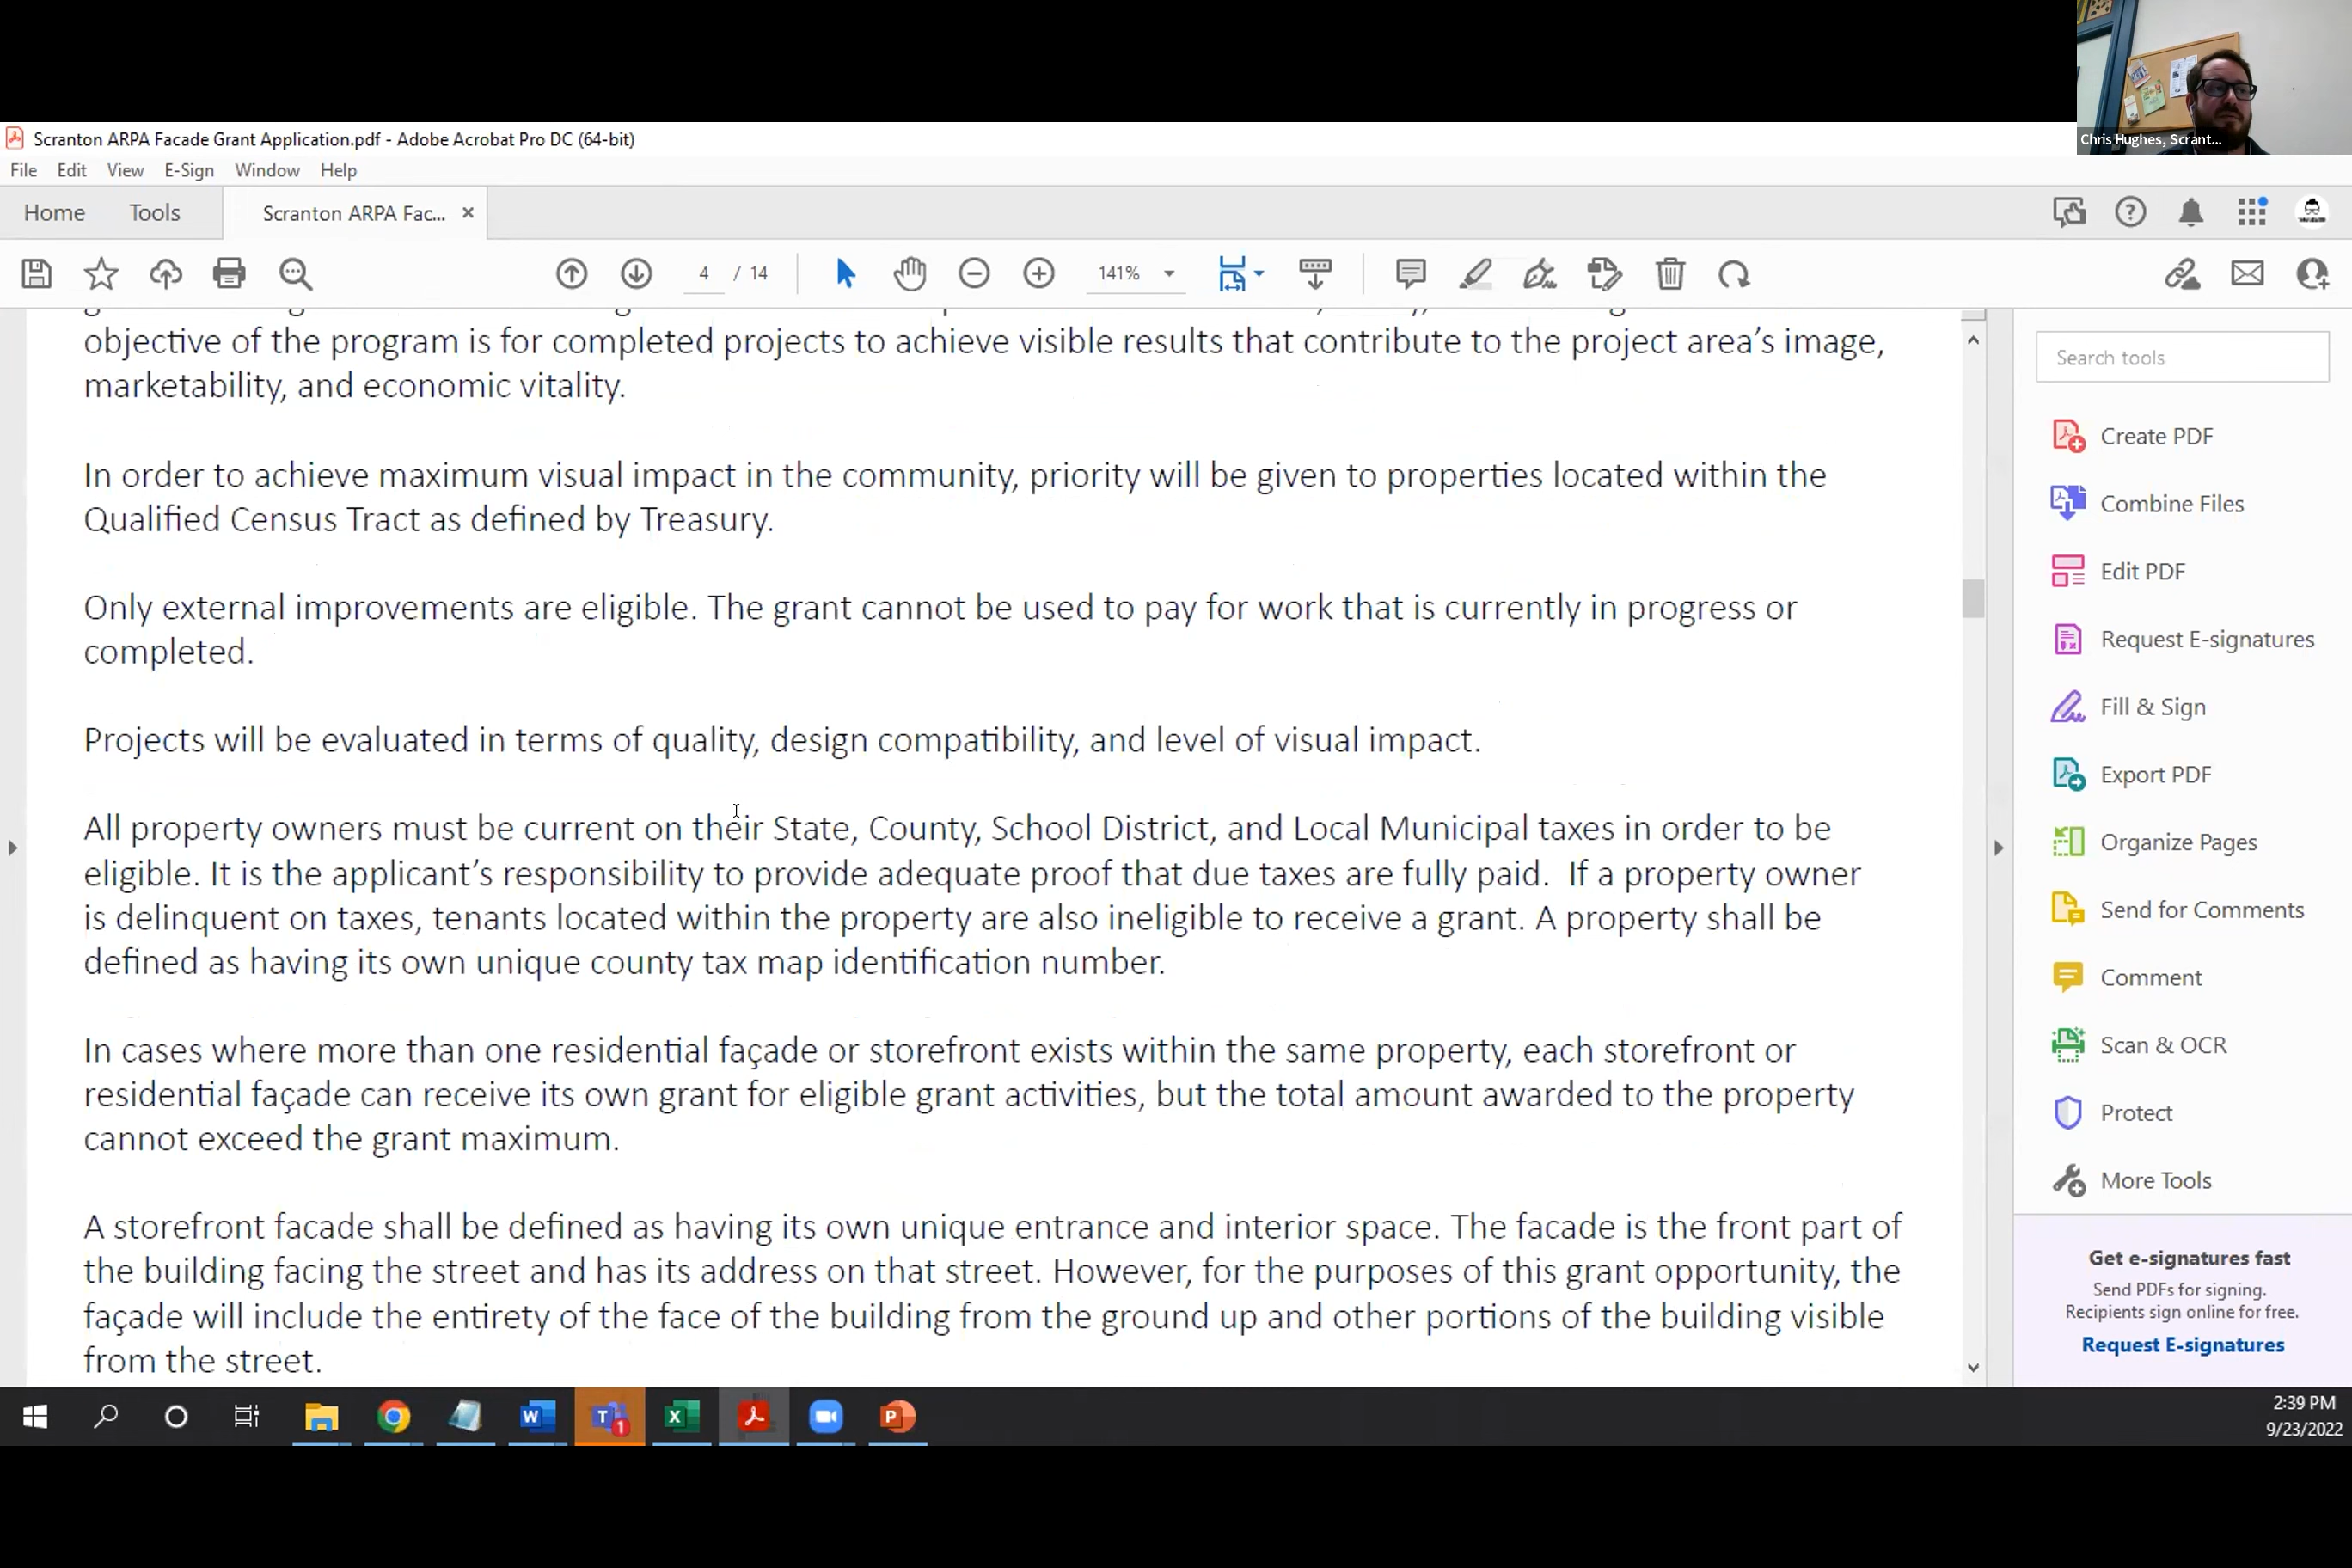 Chris Hughes, Scrant...
Scranton ARPA Facade Grant Application.pdf - Adobe Acrobat Pro DC (64-bit)
File Edit View E-Sign Window Help
Home Tools Scranton ARPA Fac... ×
4 / 14 141%
objective of the program is for completed projects to achieve visible results that contribute to the project area’s image,
marketability, and economic vitality.
In order to achieve maximum visual impact in the community, priority will be given to properties located within the
Qualified Census Tract as defined by Treasury.
Only external improvements are eligible. The grant cannot be used to pay for work that is currently in progress or
completed.
Projects will be evaluated in terms of quality, design compatibility, and level of visual impact.
All property owners must be current on their State, County, School District, and Local Municipal taxes in order to be
eligible. It is the applicant’s responsibility to provide adequate proof that due taxes are fully paid.  If a property owner
is delinquent on taxes, tenants located within the property are also ineligible to receive a grant. A property shall be
defined as having its own unique county tax map identification number.
In cases where more than one residential façade or storefront exists within the same property, each storefront or
residential façade can receive its own grant for eligible grant activities, but the total amount awarded to the property
cannot exceed the grant maximum.
A storefront facade shall be defined as having its own unique entrance and interior space. The facade is the front part of
the building facing the street and has its address on that street. However, for the purposes of this grant opportunity, the
façade will include the entirety of the face of the building from the ground up and other portions of the building visible
from the street.
Search tools
Create PDF
Combine Files
Edit PDF
Request E-signatures
Fill & Sign
Export PDF
Organize Pages
Send for Comments
Comment
Scan & OCR
Protect
More Tools
Get e-signatures fast
Send PDFs for signing.
Recipients sign online for free.
Request E-signatures
2:39 PM
9/23/2022